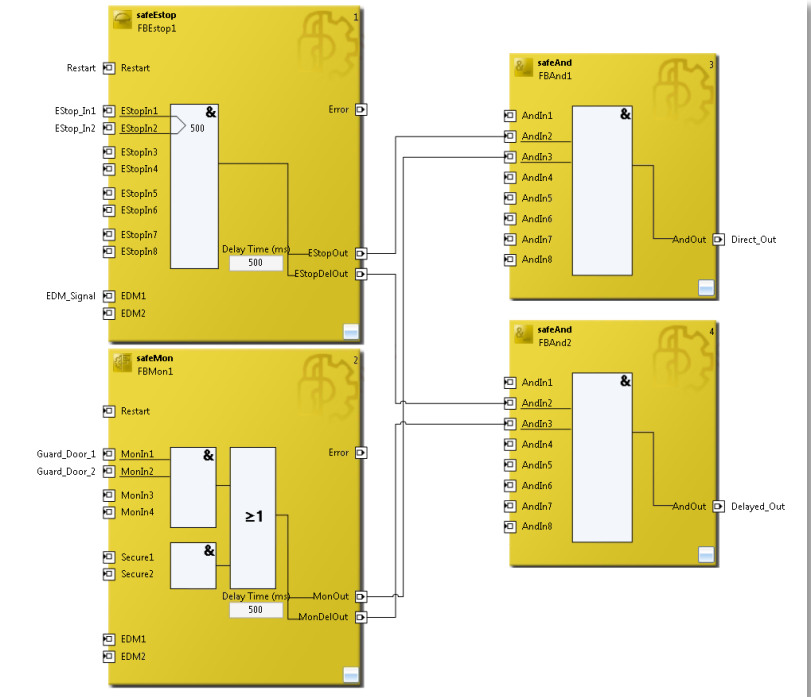 safeEstop 1
FBEstop1
Restart Restart
EStop_In1 EStopIn1 & Error
EStop_In2 EStopIn2 500
EStopIn3
EStopIn4
EStopIn5
EStopIn6
EStopIn7
EStopIn8 Delay Time (ms) EStopOut
500
EStopDelOut
EDM_Signal EDM1
EDM2
safeMon 2
FBMon1
Restart
Guard_Door_1 MonIn1 & Error
Guard_Door_2 MonIn2
MonIn3
MonIn4 ≥1
Secure1 &
Secure2
Delay Time (ms) MonOut
500 MonDelOut
EDM1
EDM2
safeAnd 3
& FBAnd1
AndIn1 &
AndIn2
AndIn3
AndIn4
AndIn5
AndIn6
AndIn7 AndOut Direct_Out
AndIn8
safeAnd 4
& FBAnd2
AndIn1 &
AndIn2
AndIn3
AndIn4
AndIn5
AndIn6
AndIn7 AndOut Delayed_Out
AndIn8